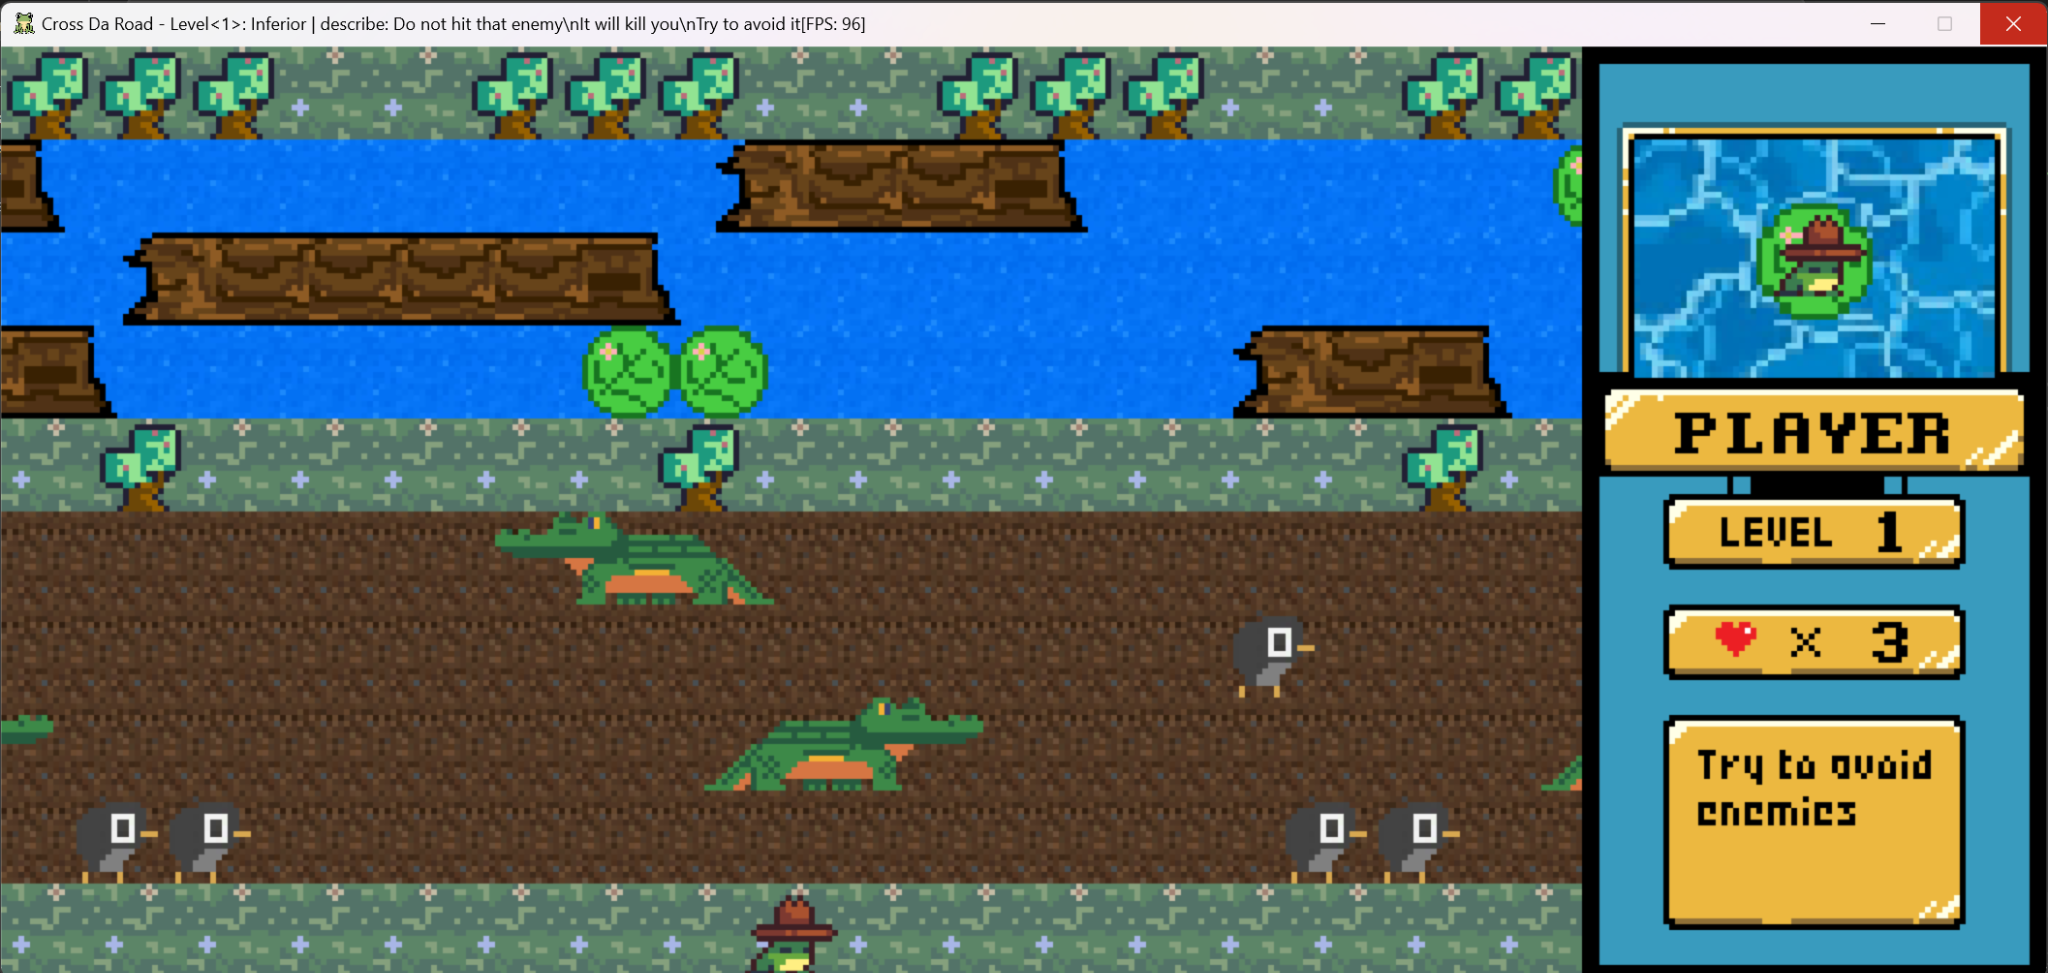 Cross Da Road - Level<1>: Inferior | describe: Do not hit that enemy\nIt will kill you\nTry to avoid it[FPS: 96]
PLAYER
LEVEL 1
× 3
Try to avoid
enemies